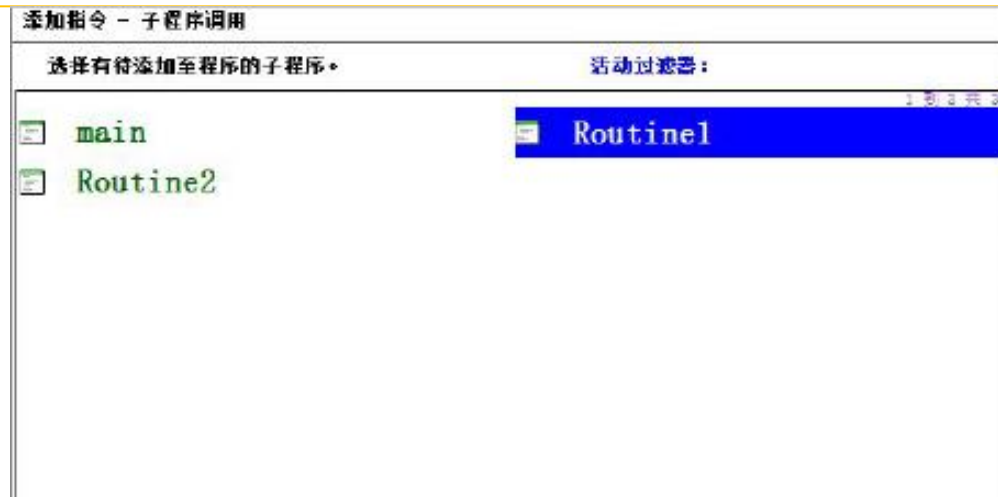 添加指令 - 子程序调用
选择有待添加至程序的子程序。
活动过滤器:
main
Routine1
Routine2